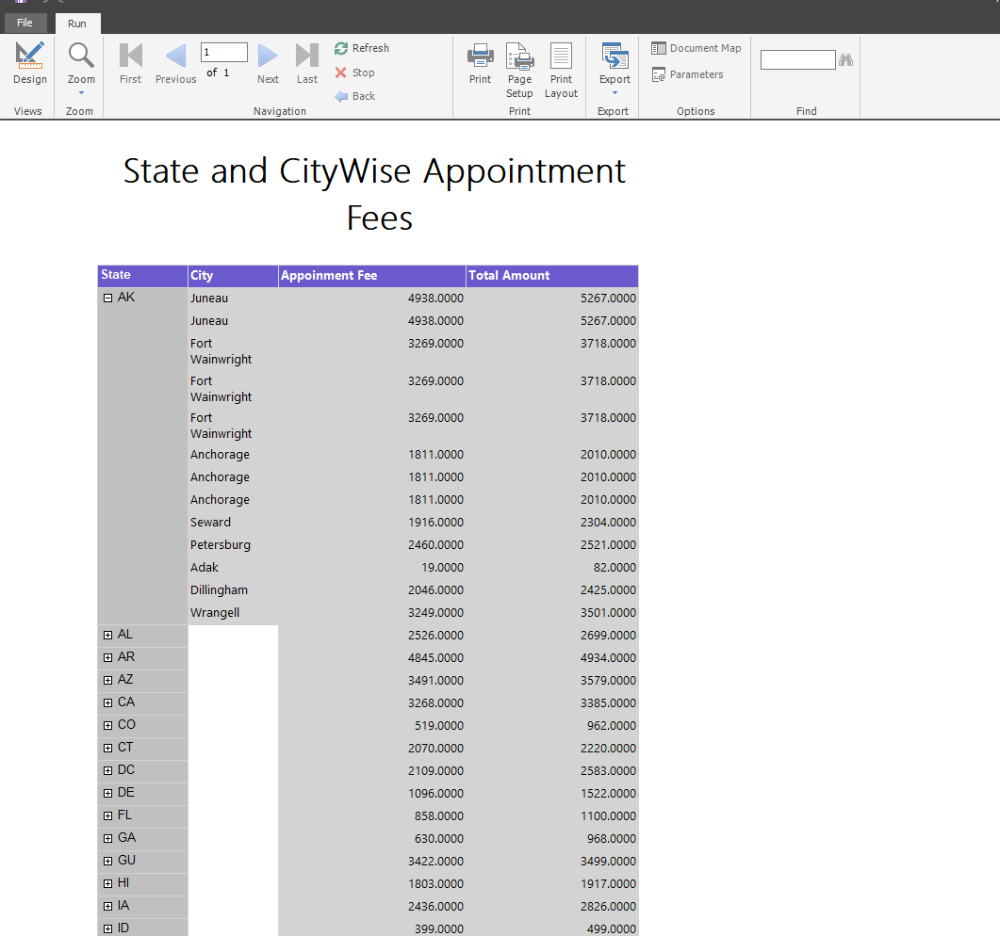 File Run
Design Zoom First Previous 1 of 1 Next Last Refresh
Stop
Back
Print Page Setup Print Layout Export Document Map
Parameters
Views Zoom Navigation Print Export Options Find
State and CityWise Appointment
Fees
State City Appoinment Fee Total Amount
AK Juneau 4938.0000 5267.0000
Juneau 4938.0000 5267.0000
Fort 3269.0000 3718.0000
Wainwright
Fort 3269.0000 3718.0000
Wainwright
Fort 3269.0000 3718.0000
Wainwright
Anchorage 1811.0000 2010.0000
Anchorage 1811.0000 2010.0000
Anchorage 1811.0000 2010.0000
Seward 1916.0000 2304.0000
Petersburg 2460.0000 2521.0000
Adak 19.0000 82.0000
Dillingham 2046.0000 2425.0000
Wrangell 3249.0000 3501.0000
AL 2526.0000 2699.0000
AR 4845.0000 4934.0000
AZ 3491.0000 3579.0000
CA 3268.0000 3385.0000
CO 519.0000 962.0000
CT 2070.0000 2220.0000
DC 2109.0000 2583.0000
DE 1096.0000 1522.0000
FL 858.0000 1100.0000
GA 630.0000 968.0000
GU 3422.0000 3499.0000
HI 1803.0000 1917.0000
IA 2436.0000 2826.0000
ID 399.0000 499.0000